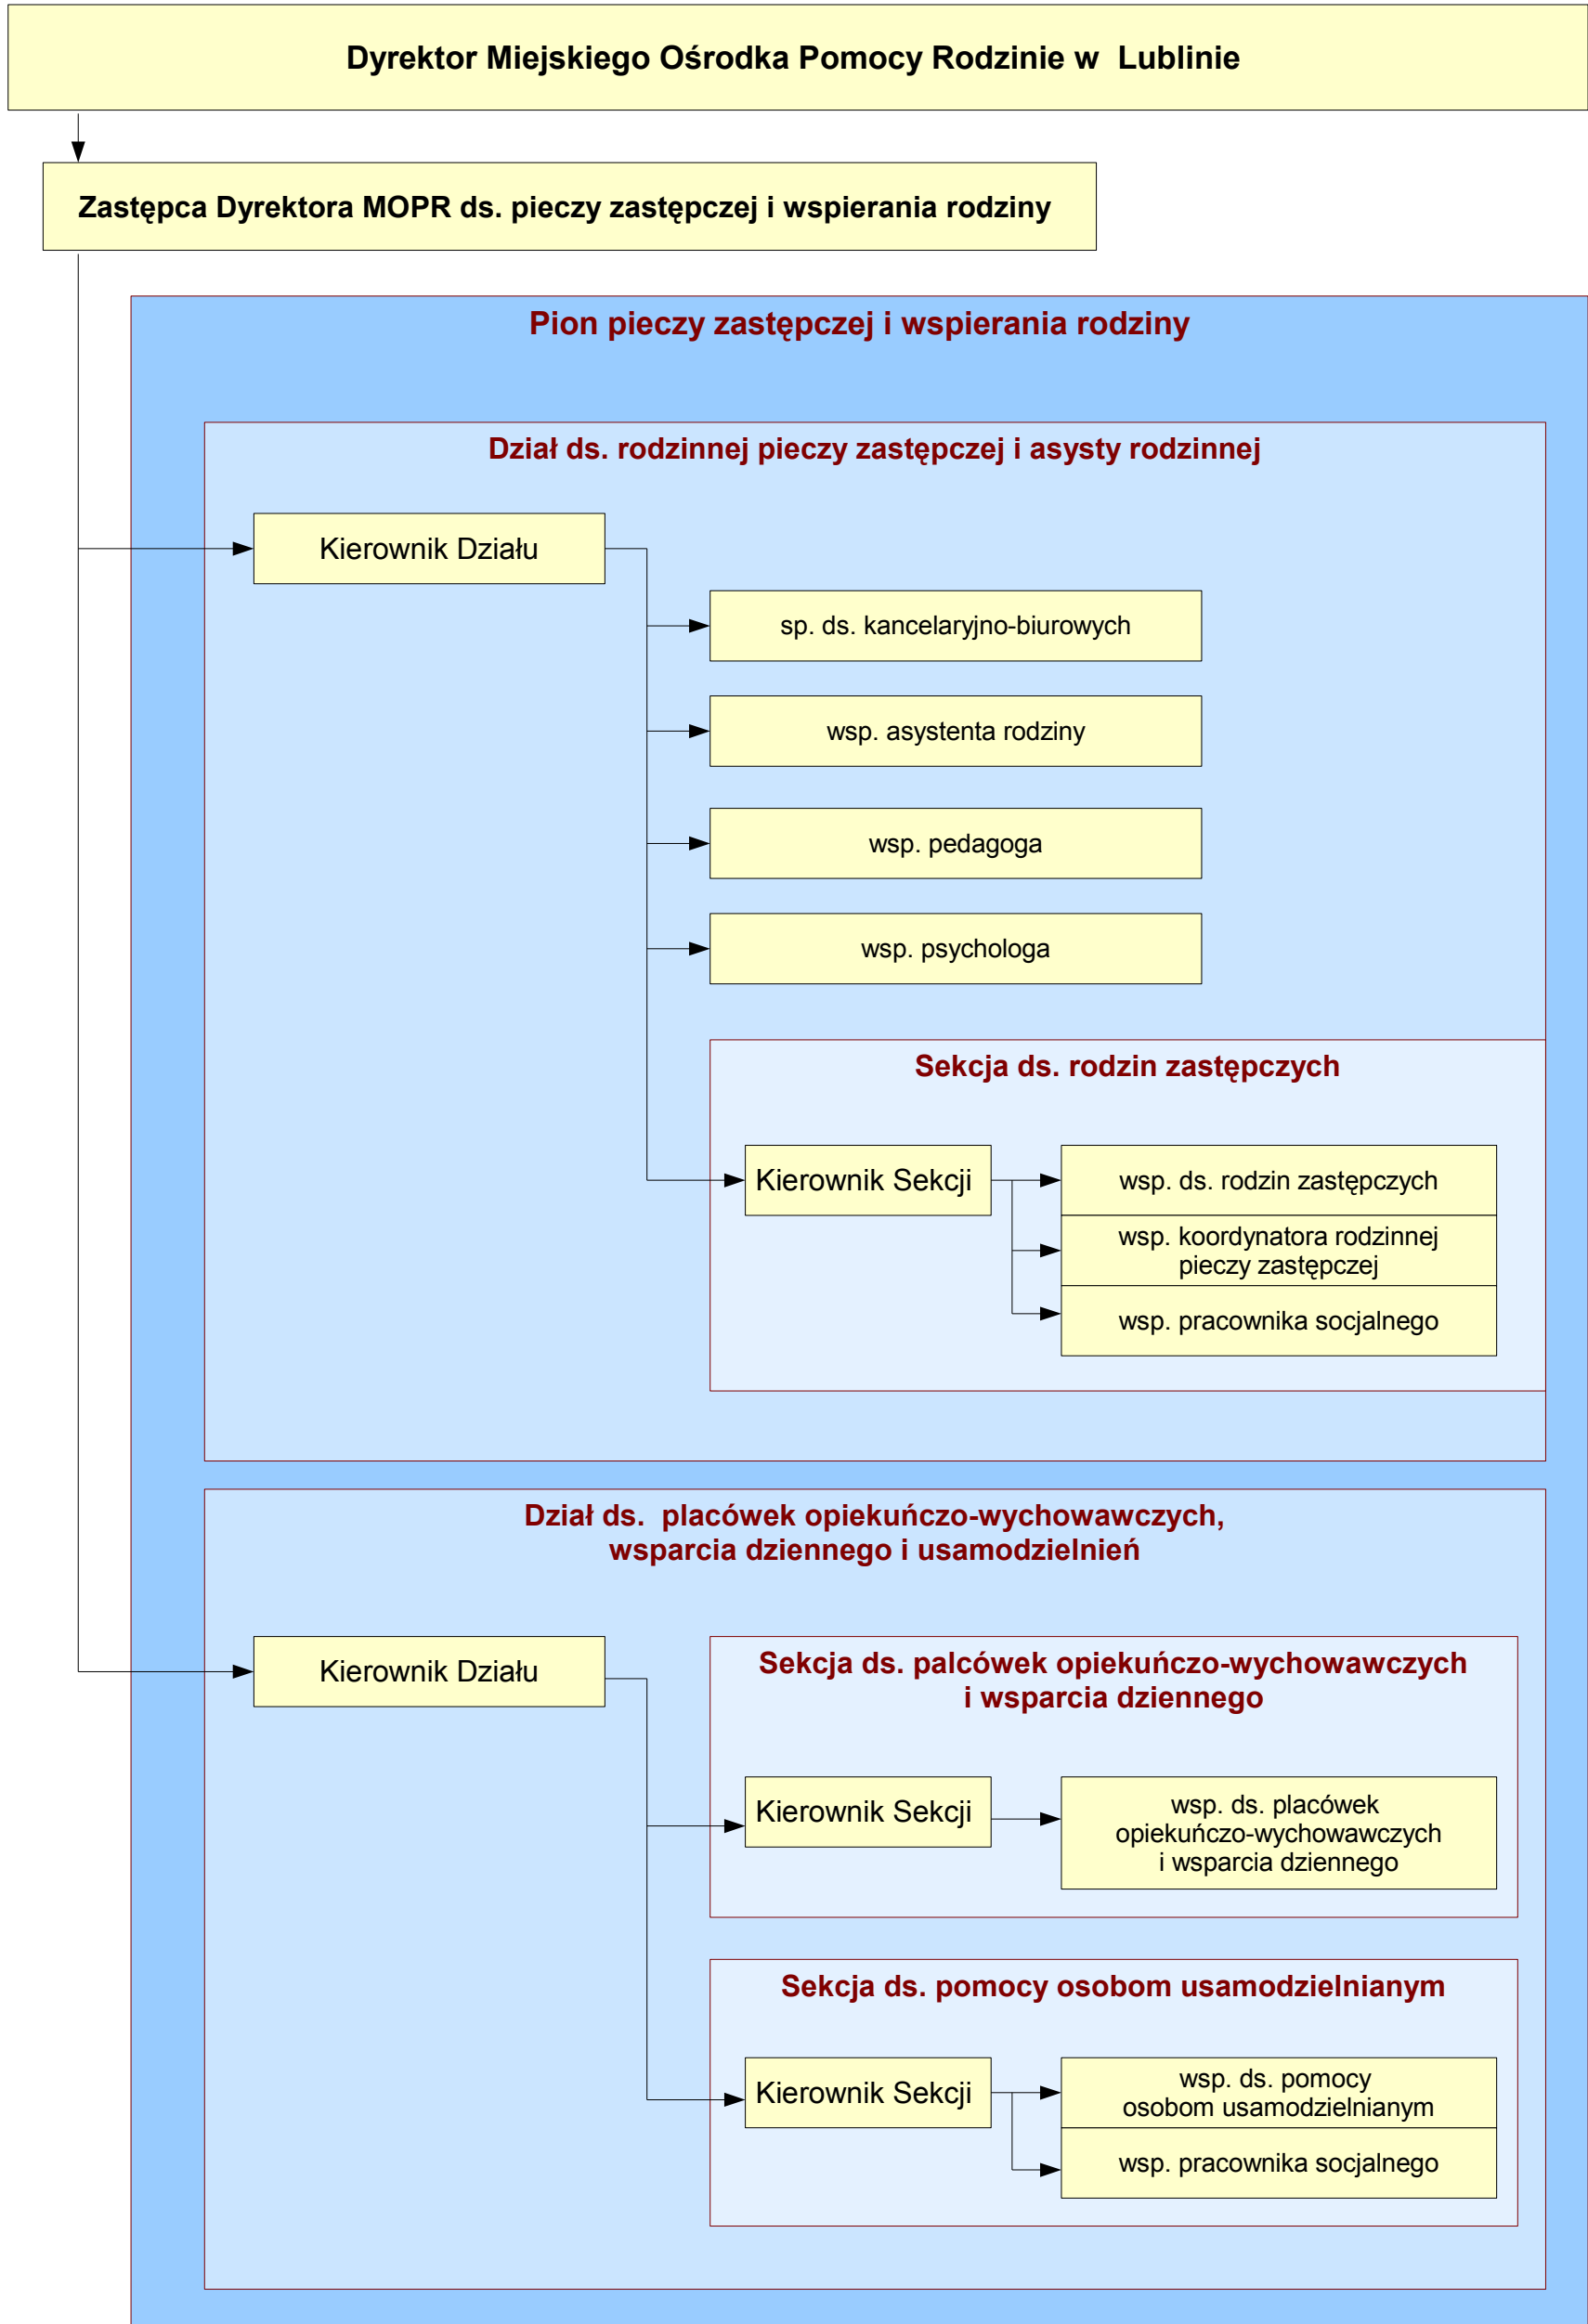 Dyrektor Miejskiego Ośrodka Pomocy Rodzinie w Lublinie
Zastępca Dyrektora MOPR ds. pieczy zastępczej i wspierania rodziny
Pion pieczy zastępczej i wspierania rodziny
Dział ds. rodzinnej pieczy zastępczej i asysty rodzinnej
Kierownik Działu
sp. ds. kancelaryjno-biurowych
wsp. asystenta rodziny
wsp. pedagoga
wsp. psychologa
Sekcja ds. rodzin zastępczych
Kierownik Sekcji
wsp. ds. rodzin zastępczych
wsp. koordynatora rodzinnej
pieczy zastępczej
wsp. pracownika socjalnego
Dział ds. placówek opiekuńczo-wychowawczych,
wsparcia dziennego i usamodzielnień
Kierownik Działu
Sekcja ds. palcówek opiekuńczo-wychowawczych
i wsparcia dziennego
Kierownik Sekcji
wsp. ds. placówek
opiekuńczo-wychowawczych
i wsparcia dziennego
Sekcja ds. pomocy osobom usamodzielnianym
Kierownik Sekcji
wsp. ds. pomocy
osobom usamodzielnianym
wsp. pracownika socjalnego